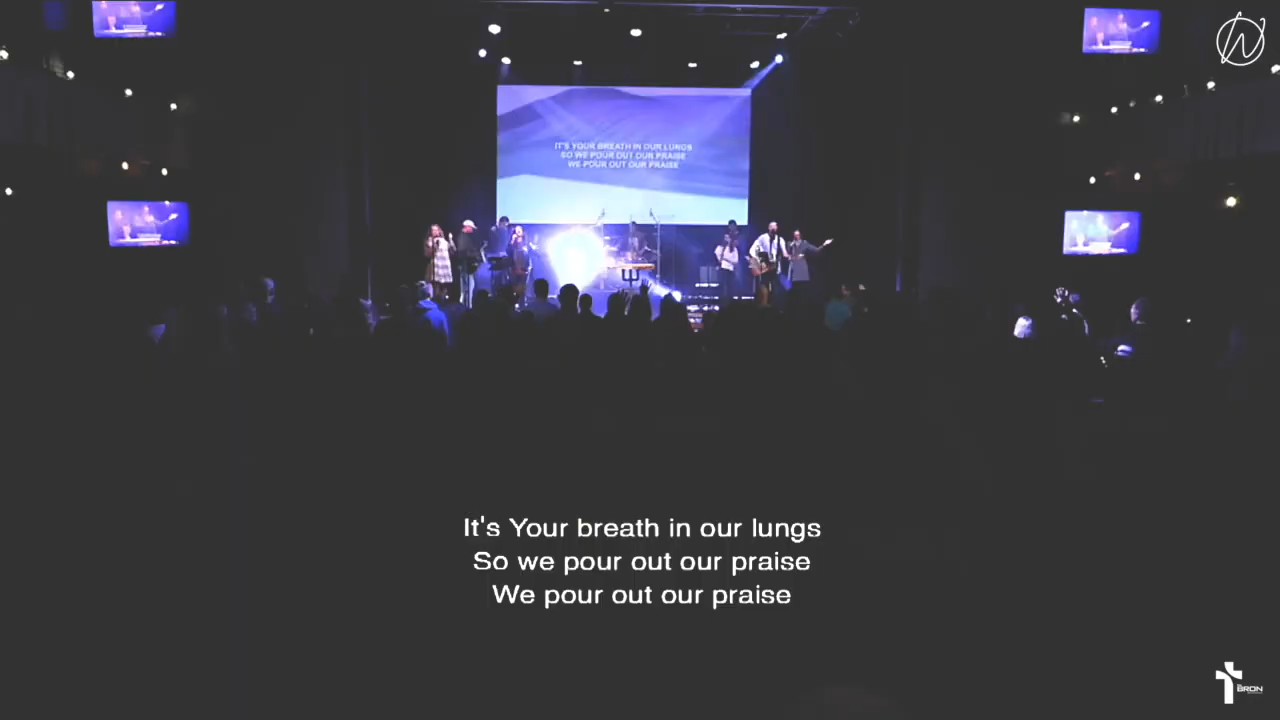 IT'S YOUR BREATH IN OUR LUNGS
SO WE POUR OUT OUR PRAISE
WE POUR OUT OUR PRAISE
It's Your breath in our lungs
So we pour out our praise
We pour out our praise
BRON